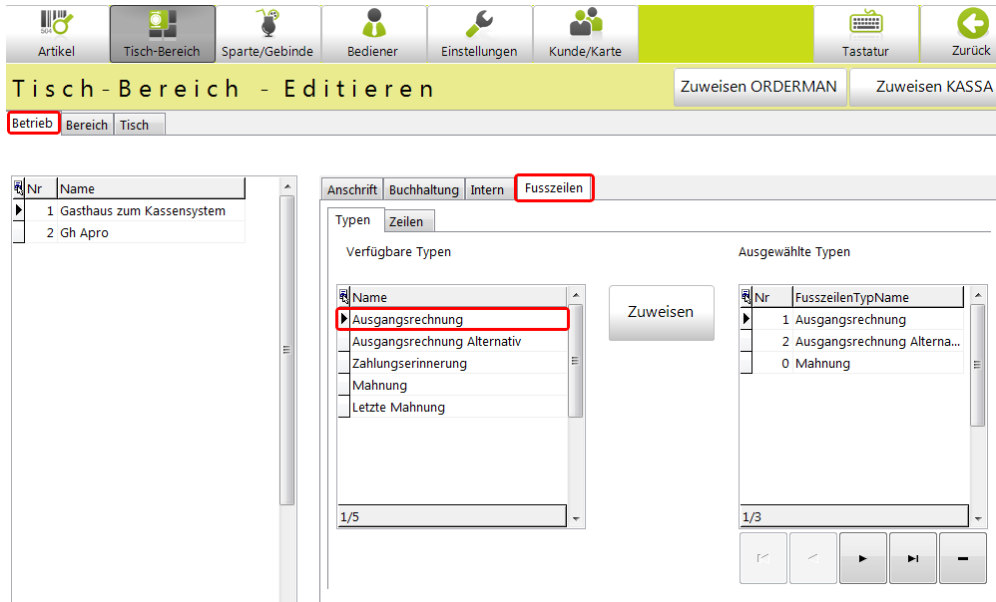 504
Artikel Tisch-Bereich Sparte/Gebinde Bediener Einstellungen Kunde/Karte Tastatur Zurück
Tisch-Bereich - Editieren Zuweisen ORDERMAN Zuweisen KASSA
Betrieb Bereich Tisch
Nr Name
1 Gasthaus zum Kassensystem
2 Gh Apro
Anschrift Buchhaltung Intern Fusszeilen
Typen Zeilen
Verfügbare Typen
Name
Ausgangsrechnung
Ausgangsrechnung Alternativ
Zahlungserinnerung
Mahnung
Letzte Mahnung
1/5
Zuweisen
Ausgewählte Typen
Nr FusszeilenTypName
1 Ausgangsrechnung
2 Ausgangsrechnung Alterna...
0 Mahnung
1/3